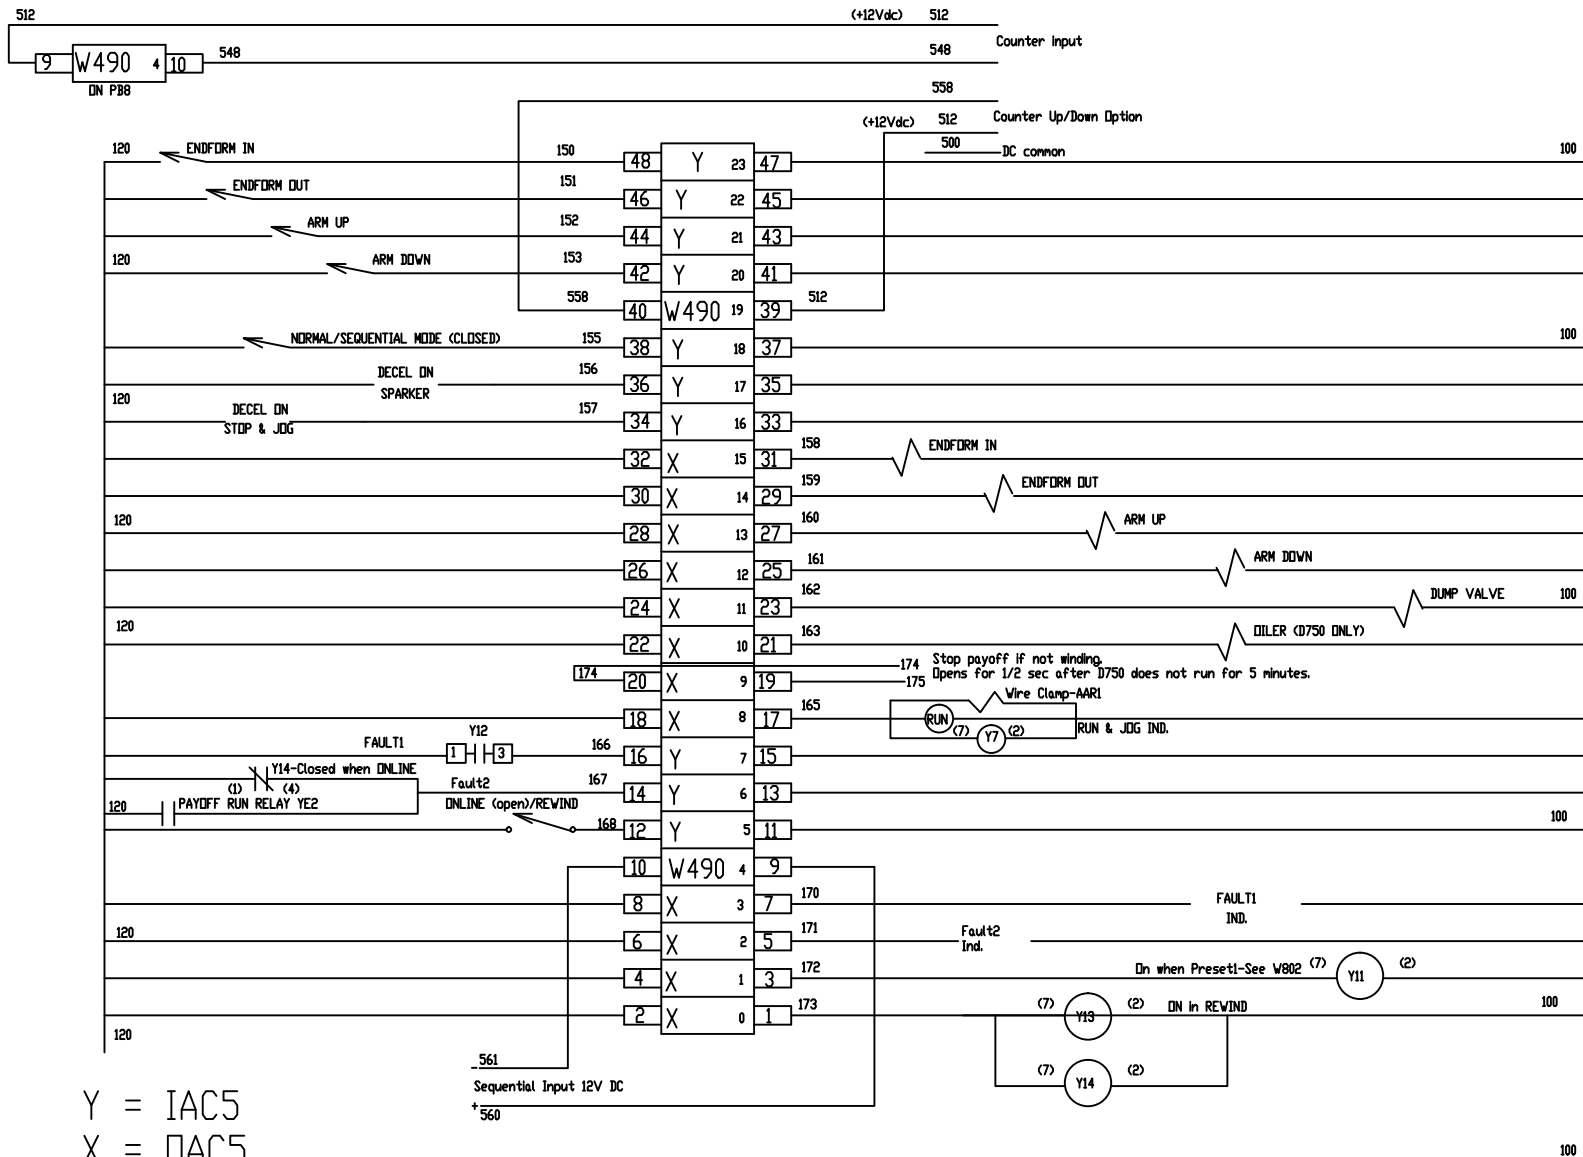 512
(+12Vdc) 512
Counter Input
9 W490 4 10 548
548
ON PB8
558
Counter Up/Down Option
(+12Vdc) 512
500 DC common
120 ENDFORM IN 150 48 Y 23 47 100
ENDFORM OUT 151 46 Y 22 45
ARM UP 152 44 Y 21 43
120 ARM DOWN 153 42 Y 20 41
558 40 W490 19 39 512
NORMAL/SEQUENTIAL MODE (CLOSED) 155 38 Y 18 37 100
DECEL ON
SPARKER
156 36 Y 17 35
120
DECEL ON
STOP & JOG
157 34 Y 16 33
32 X 15 31 158 ENDFORM IN
30 X 14 29 159 ENDFORM OUT
120 28 X 13 27 160 ARM UP
26 X 12 25 161 ARM DOWN
24 X 11 23 162 DUMP VALVE 100
120 22 X 10 21 163 OILER (D750 ONLY)
174 20 X 9 19 174 175
Stop payoff if not winding.
Opens for 1/2 sec after D750 does not run for 5 minutes.
Wire Clamp-AAR1
18 X 8 17 165 RUN
RUN & JOG IND.
(7) Y7 (2)
FAULT1 Y12 1 3 166 16 Y 7 15
Y14-Closed when ONLINE
(1) (4)
Fault2 167 14 Y 6 13
120 PAYOFF RUN RELAY YE2
ONLINE (open)/REWIND
168 12 Y 5 11 100
10 W490 4 9
8 X 3 7 170 FAULT1
IND.
120 6 X 2 5 171 Fault2
Ind.
4 X 1 3 172 On when Preset1-See W802 (7) Y11 (2)
2 X 0 1 173 (7) Y13 (2) ON in REWIND 100
120
(7) Y14 (2)
- 561
Sequential Input 12V DC
+ 560
Y = IAC5
X = OAC5
100